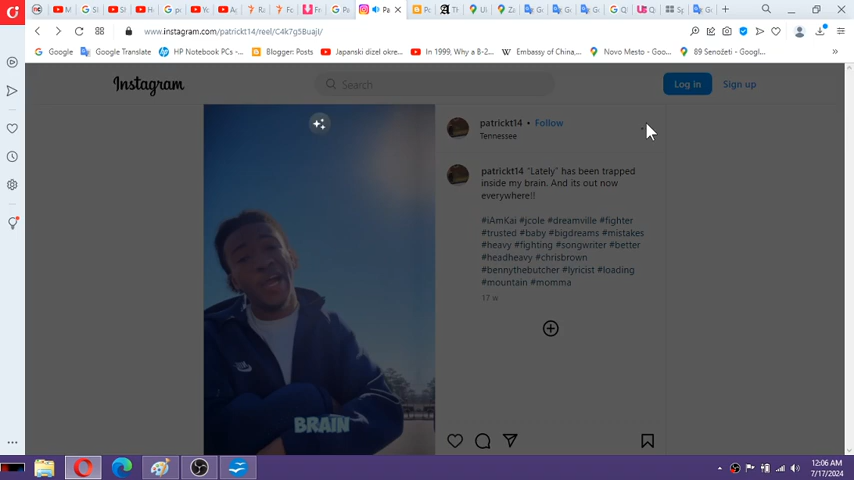 www.instagram.com/patrickt14/reel/C4k7g5BuajI/
Google
Google Translate
HP Notebook PCs -...
Blogger: Posts
Japanski dizel okre...
In 1999, Why a B-2...
Embassy of China,...
Novo Mesto - Goo...
89 Senožeti - Goog...
Instagram
Search
Log in
Sign up
patrickt14 • Follow
Tennessee
patrickt14 "Lately" has been trapped
inside my brain. And its out now
everywhere!!
#iAmKai #jcole #dreamville #fighter
#trusted #baby #bigdreams #mistakes
#heavy #fighting #songwriter #better
#headheavy #chrisbrown
#bennythebutcher #lyricist #loading
#mountain #momma
17 w
BRAIN
12:06 AM
7/17/2024